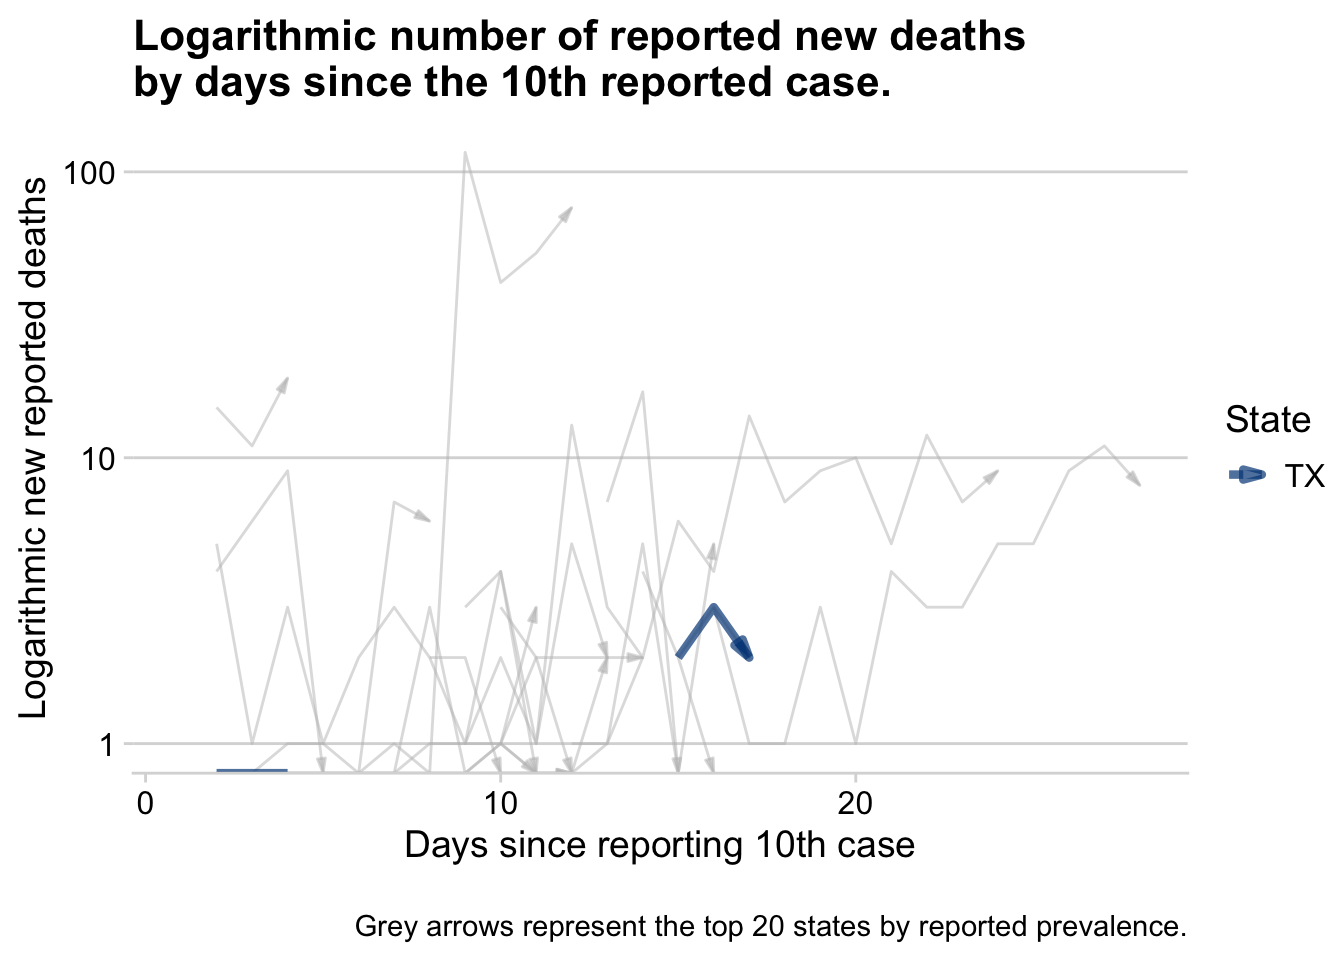 Logarithmic number of reported new deaths
by days since the 10th reported case.
Logarithmic new reported deaths
100
10
1
0
10
20
Days since reporting 10th case
State
TX
Grey arrows represent the top 20 states by reported prevalence.